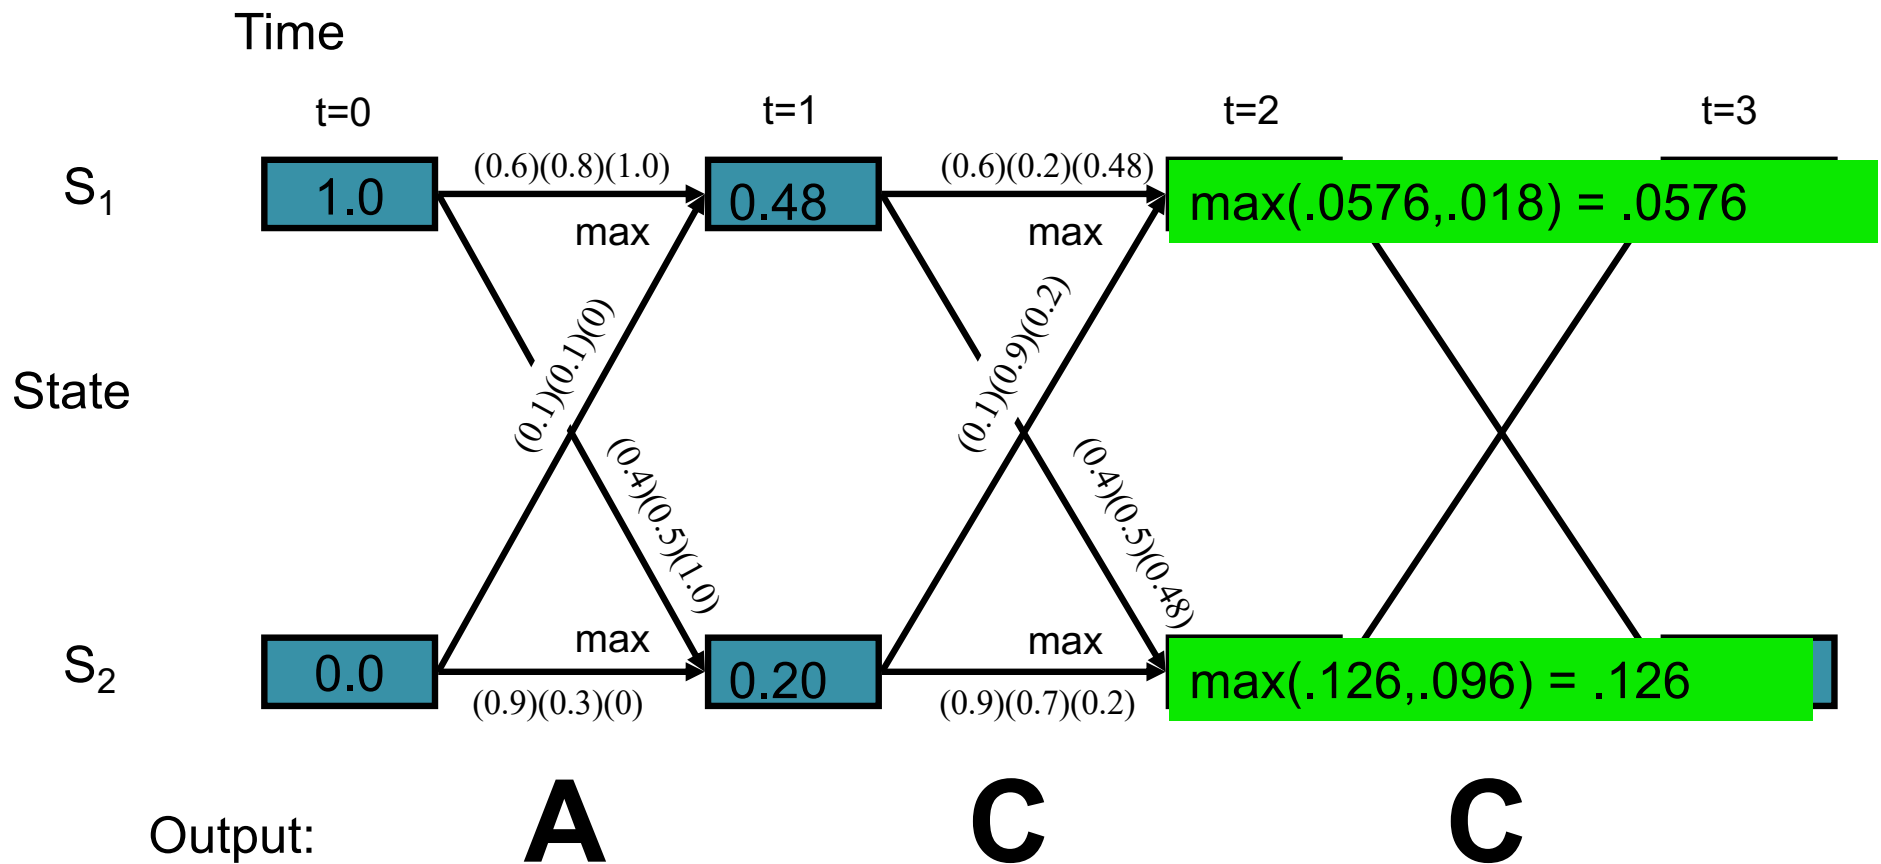 Time
t=0 t=1 t=2 t=3
S₁
(0.6)(0.8)(1.0)
(0.6)(0.2)(0.48)
1.0
0.48
max(.0576,.018) = .0576
max
max
(0.1)(0.1)(0)
(0.1)(0.9)(0.2)
State
(0.4)(0.5)(1.0)
(0.4)(0.5)(0.48)
max
max
S₂
0.0
0.20
max(.126,.096) = .126
(0.9)(0.3)(0)
(0.9)(0.7)(0.2)
Output: A C C